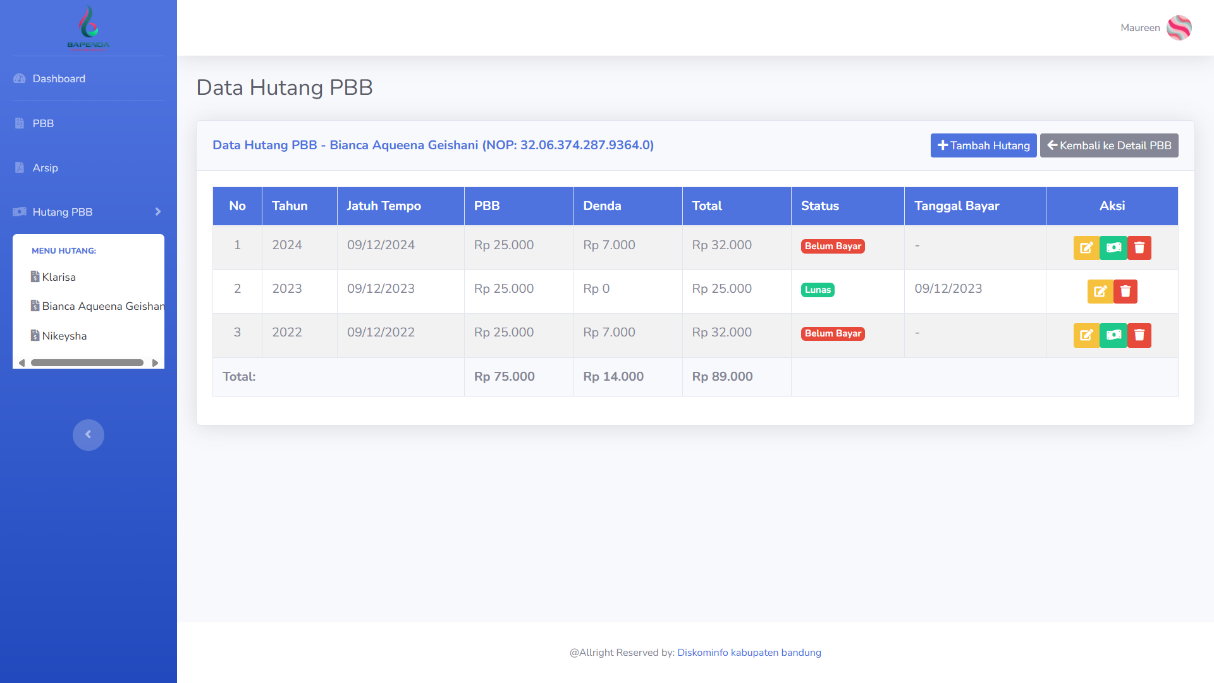 BAPENDA
Dashboard
PBB
Arsip
Hutang PBB
MENU HUTANG:
Klarisa
Bianca Aqueena Geishan
Nikeysha
Maureen
Data Hutang PBB
Data Hutang PBB - Bianca Aqueena Geishani (NOP: 32.06.374.287.9364.0)
Tambah Hutang
Kembali ke Detail PBB
No Tahun Jatuh Tempo PBB Denda Total Status Tanggal Bayar Aksi
1 2024 09/12/2024 Rp 25.000 Rp 7.000 Rp 32.000 Belum Bayar -
2 2023 09/12/2023 Rp 25.000 Rp 0 Rp 25.000 Lunas 09/12/2023
3 2022 09/12/2022 Rp 25.000 Rp 7.000 Rp 32.000 Belum Bayar -
Total: Rp 75.000 Rp 14.000 Rp 89.000
@Allright Reserved by: Diskominfo kabupaten bandung